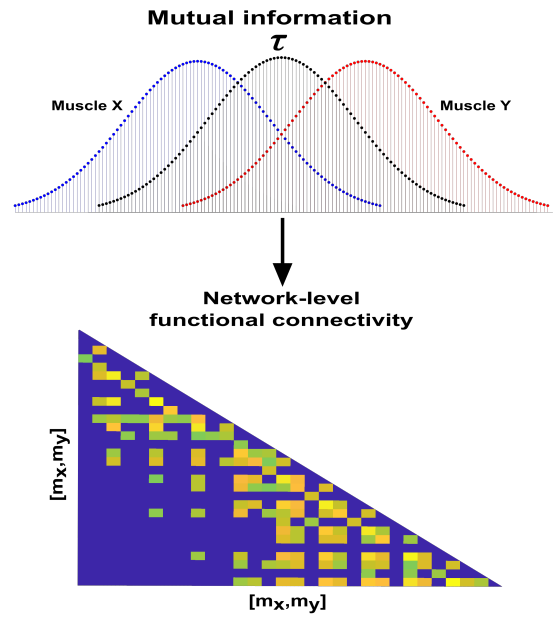 Mutual information
τ
Muscle X
Muscle Y
Network-level
functional connectivity
[mx,my]
[mx,my]